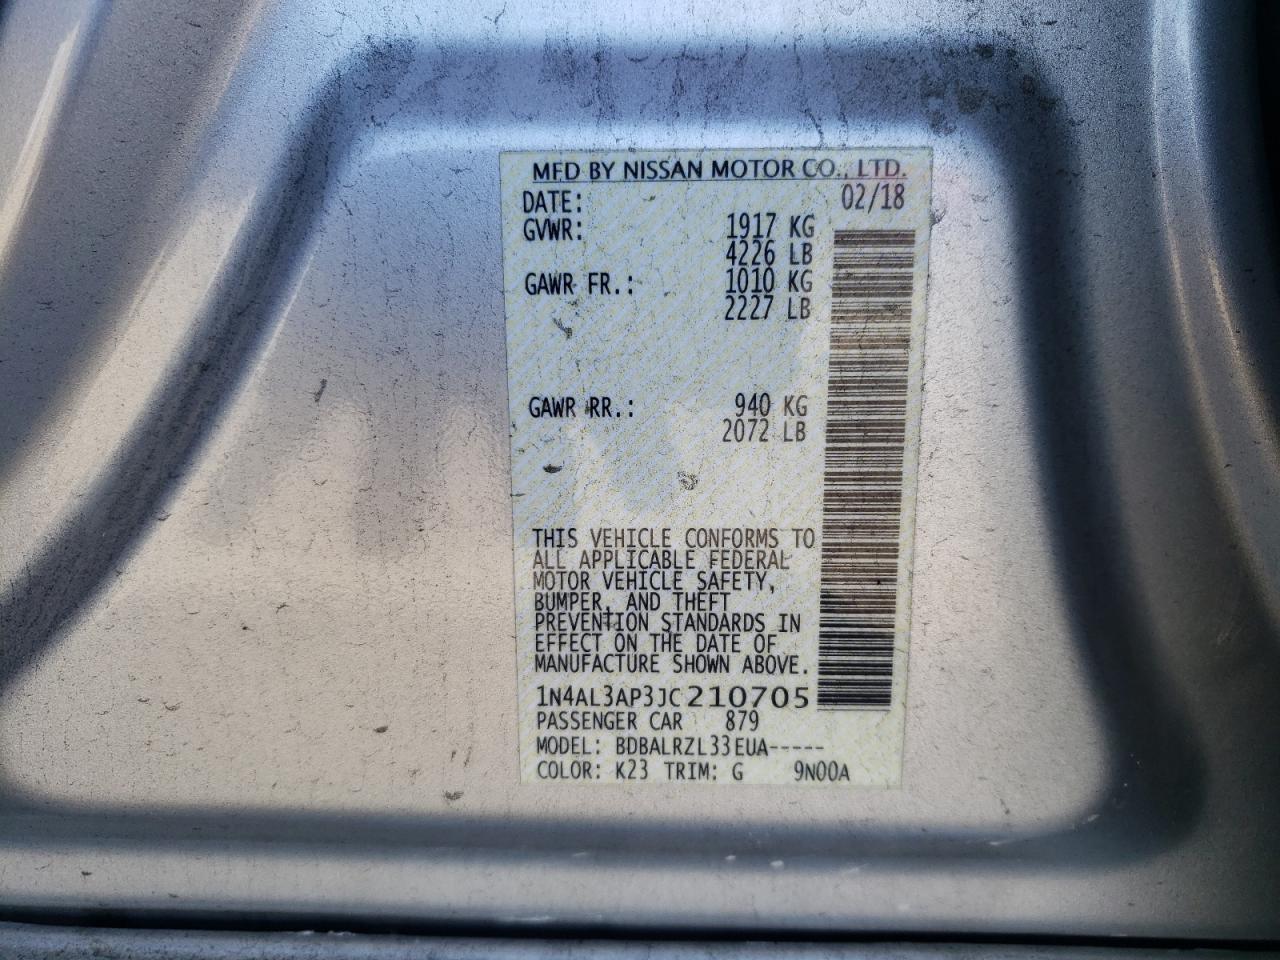 MFD BY NISSAN MOTOR CO., LTD.
DATE: 02/18
GVWR: 1917 KG
4226 LB
GAWR FR.: 1010 KG
2227 LB
GAWR RR.: 940 KG
2072 LB
THIS VEHICLE CONFORMS TO
ALL APPLICABLE FEDERAL
MOTOR VEHICLE SAFETY,
BUMPER, AND THEFT
PREVENTION STANDARDS IN
EFFECT ON THE DATE OF
MANUFACTURE SHOWN ABOVE.
1N4AL3AP3JC210705
PASSENGER CAR 879
MODEL: BDBALRZL33EUA-----
COLOR: K23 TRIM: G 9N00A